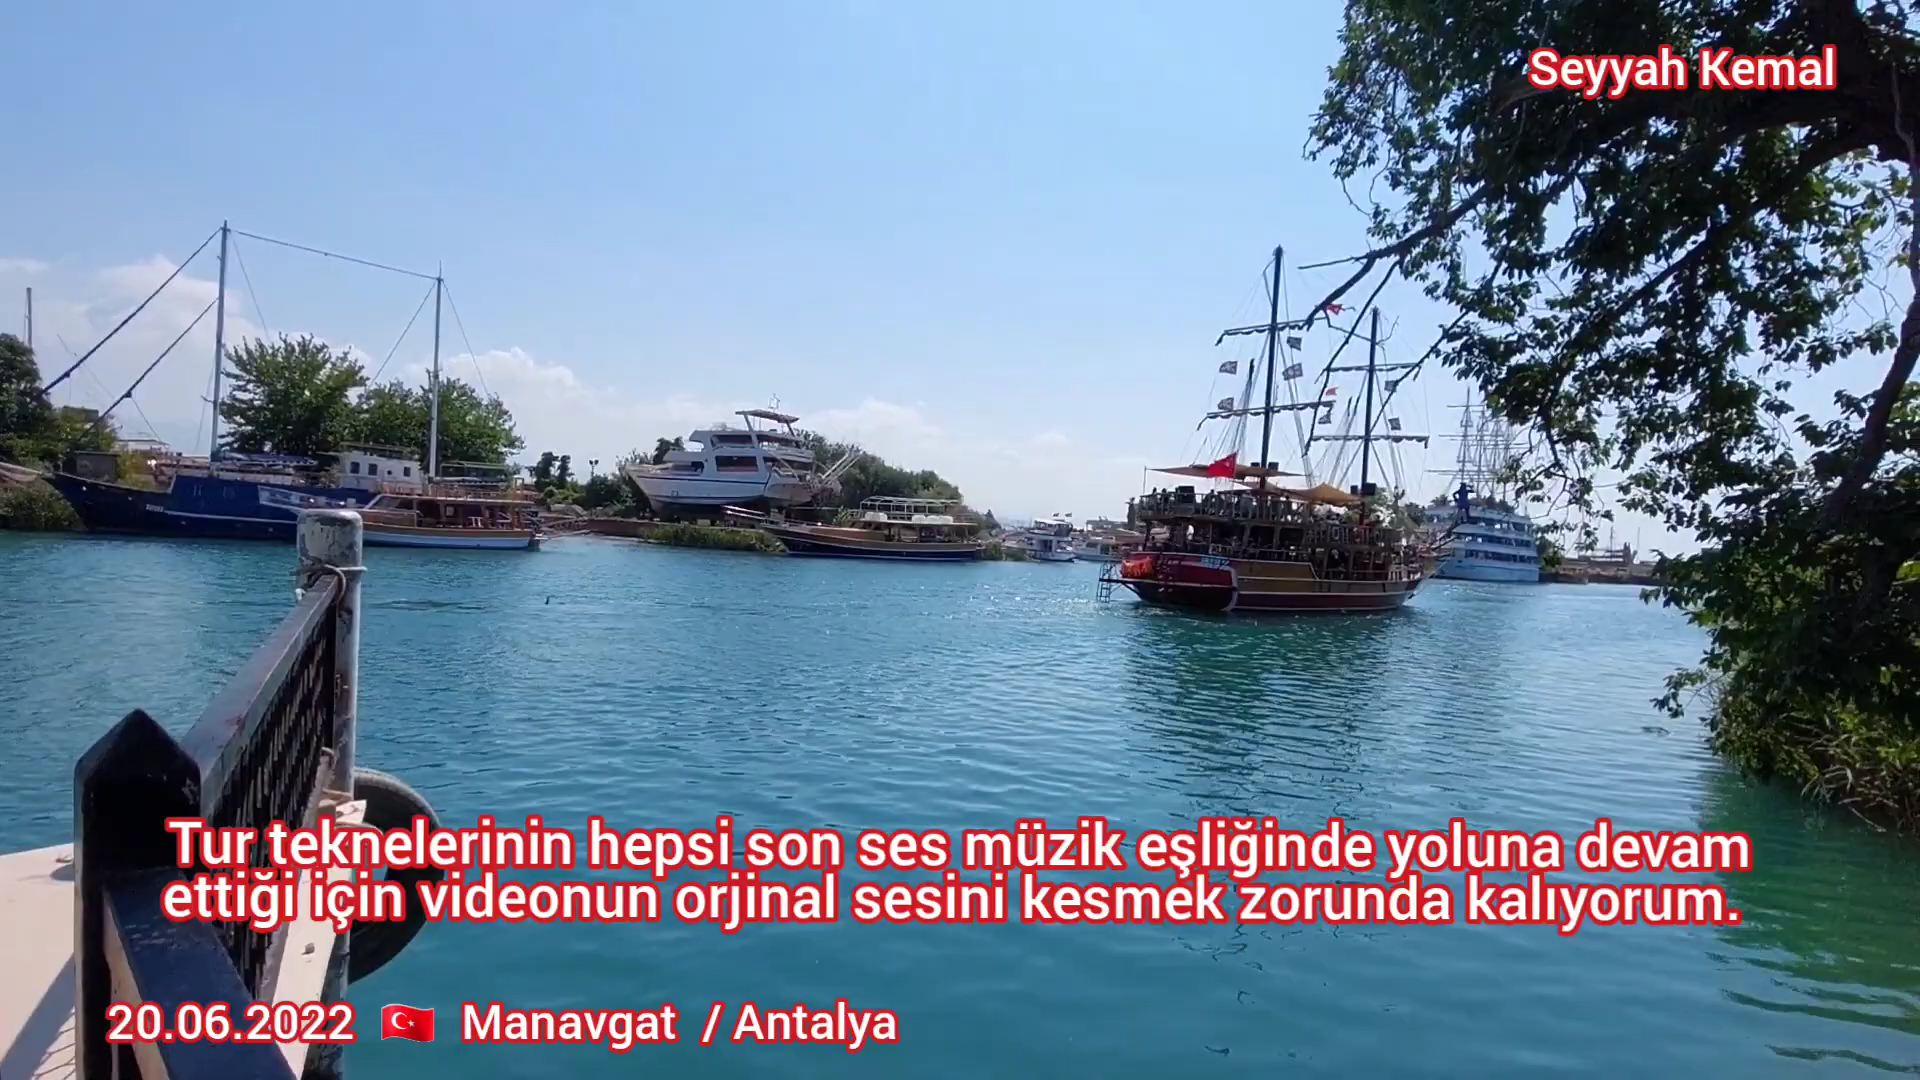 Seyyah Kemal
Tur teknelerinin hepsi son ses müzik eşliğinde yoluna devam
ettiği için videonun orjinal sesini kesmek zorunda kalıyorum.
20.06.2022 🇹🇷 Manavgat / Antalya